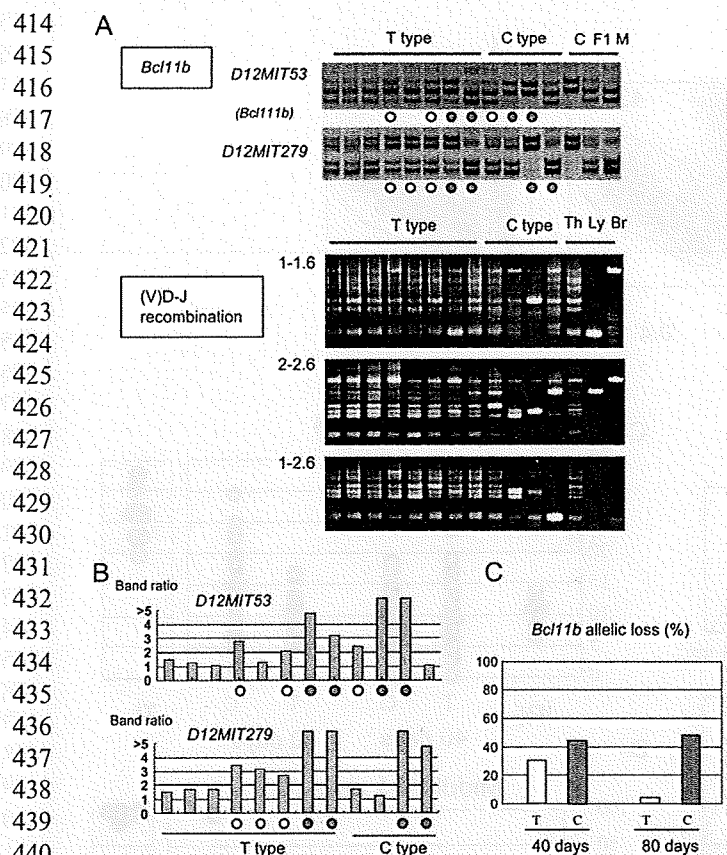 414
415
416
417
418
419
420
421
422
423
424
425
426
427
428
429
430
431
432
433
434
435
436
437
438
439
440
A
T type C type C F1 M
Bcl11b
D12MIT53
(Bcl111b)
D12MIT279
T type C type Th Ly Br
1-1.6
(V)D-J
recombination
2-2.6
1-2.6
B
Band ratio
D12MIT53
>5
4
3
2
1
0
Band ratio
D12MIT279
>5
4
3
2
1
0
T type C type
C
Bcl11b allelic loss (%)
100
80
60
40
20
0
T C T C
40 days 80 days